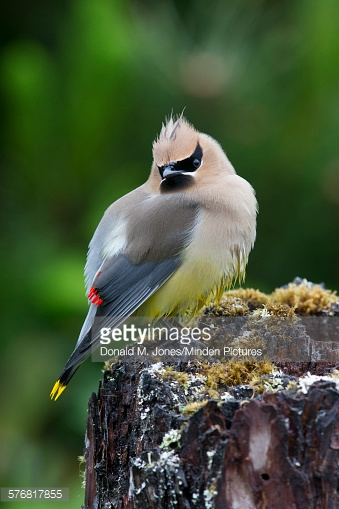 gettyimages
Donald M. Jones/Minden Pictures
576817855